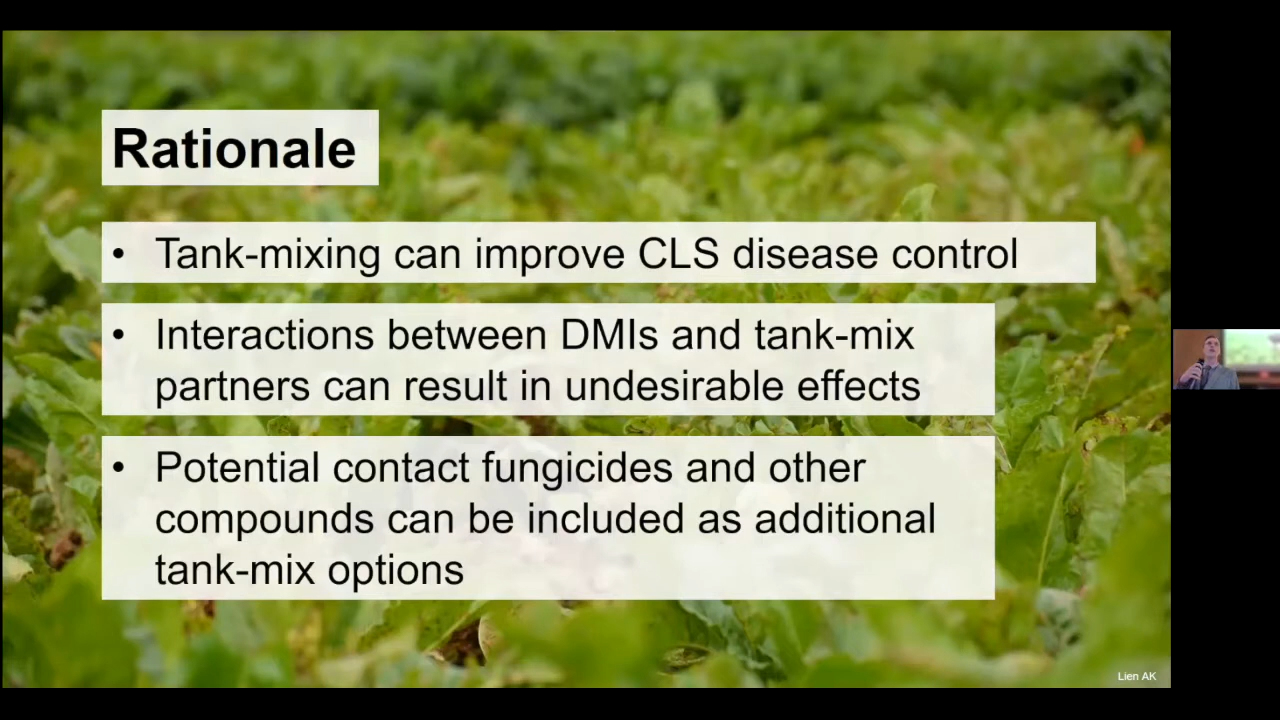 Rationale
• Tank-mixing can improve CLS disease control
• Interactions between DMIs and tank-mix
partners can result in undesirable effects
• Potential contact fungicides and other
compounds can be included as additional
tank-mix options
Lien AK